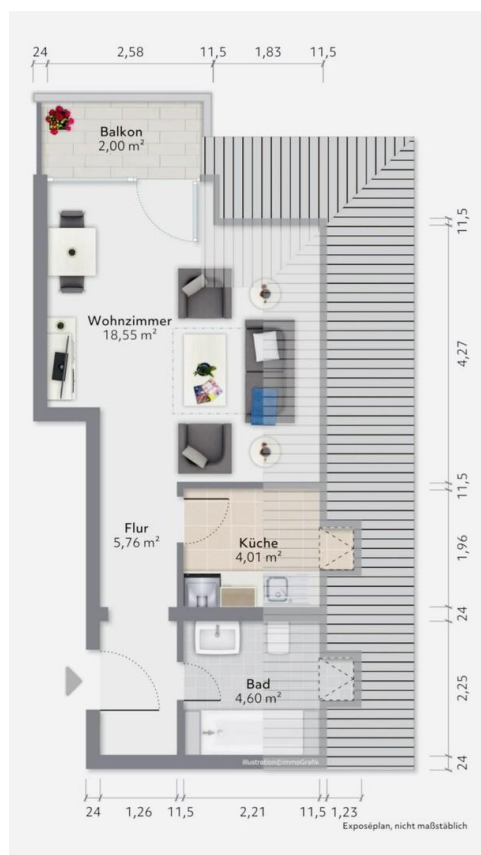 24 2,58 11,5 1,83 11,5
Balkon
2,00 m²
11,5
Wohnzimmer
18,55 m²
4,27
11,5
Flur
5,76 m²
Küche
4,01 m²
1,96
24
Bad
4,60 m²
2,25
Illustration©ImmoGrafik
24
24 1,26 11,5 2,21 11,5 1,23
Exposéplan, nicht maßstäblich